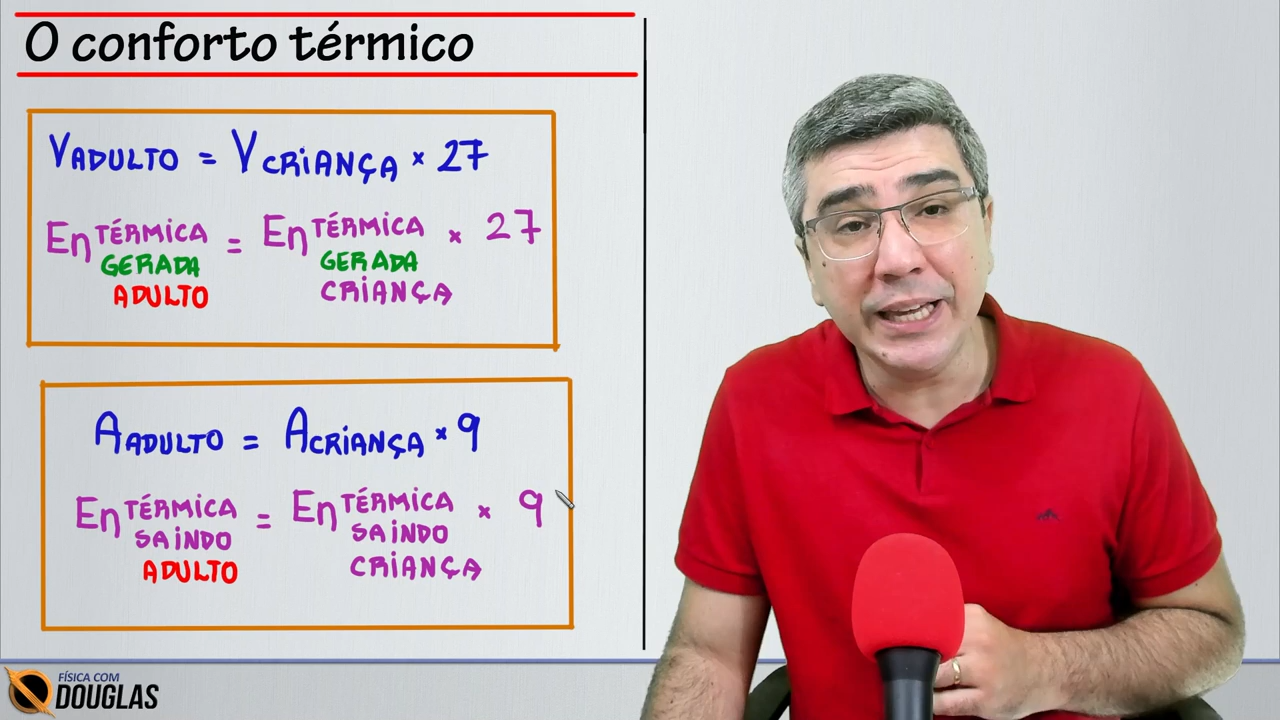 O conforto térmico
VADULTO = VCRIANÇA × 27
EnTÉRMICA = EnTÉRMICA × 27
GERADA GERADA
ADULTO CRIANÇA
AADULTO = ACRIANÇA × 9
EnTÉRMICA = EnTÉRMICA × 9
SAINDO SAINDO
ADULTO CRIANÇA
FÍSICA COM
DOUGLAS